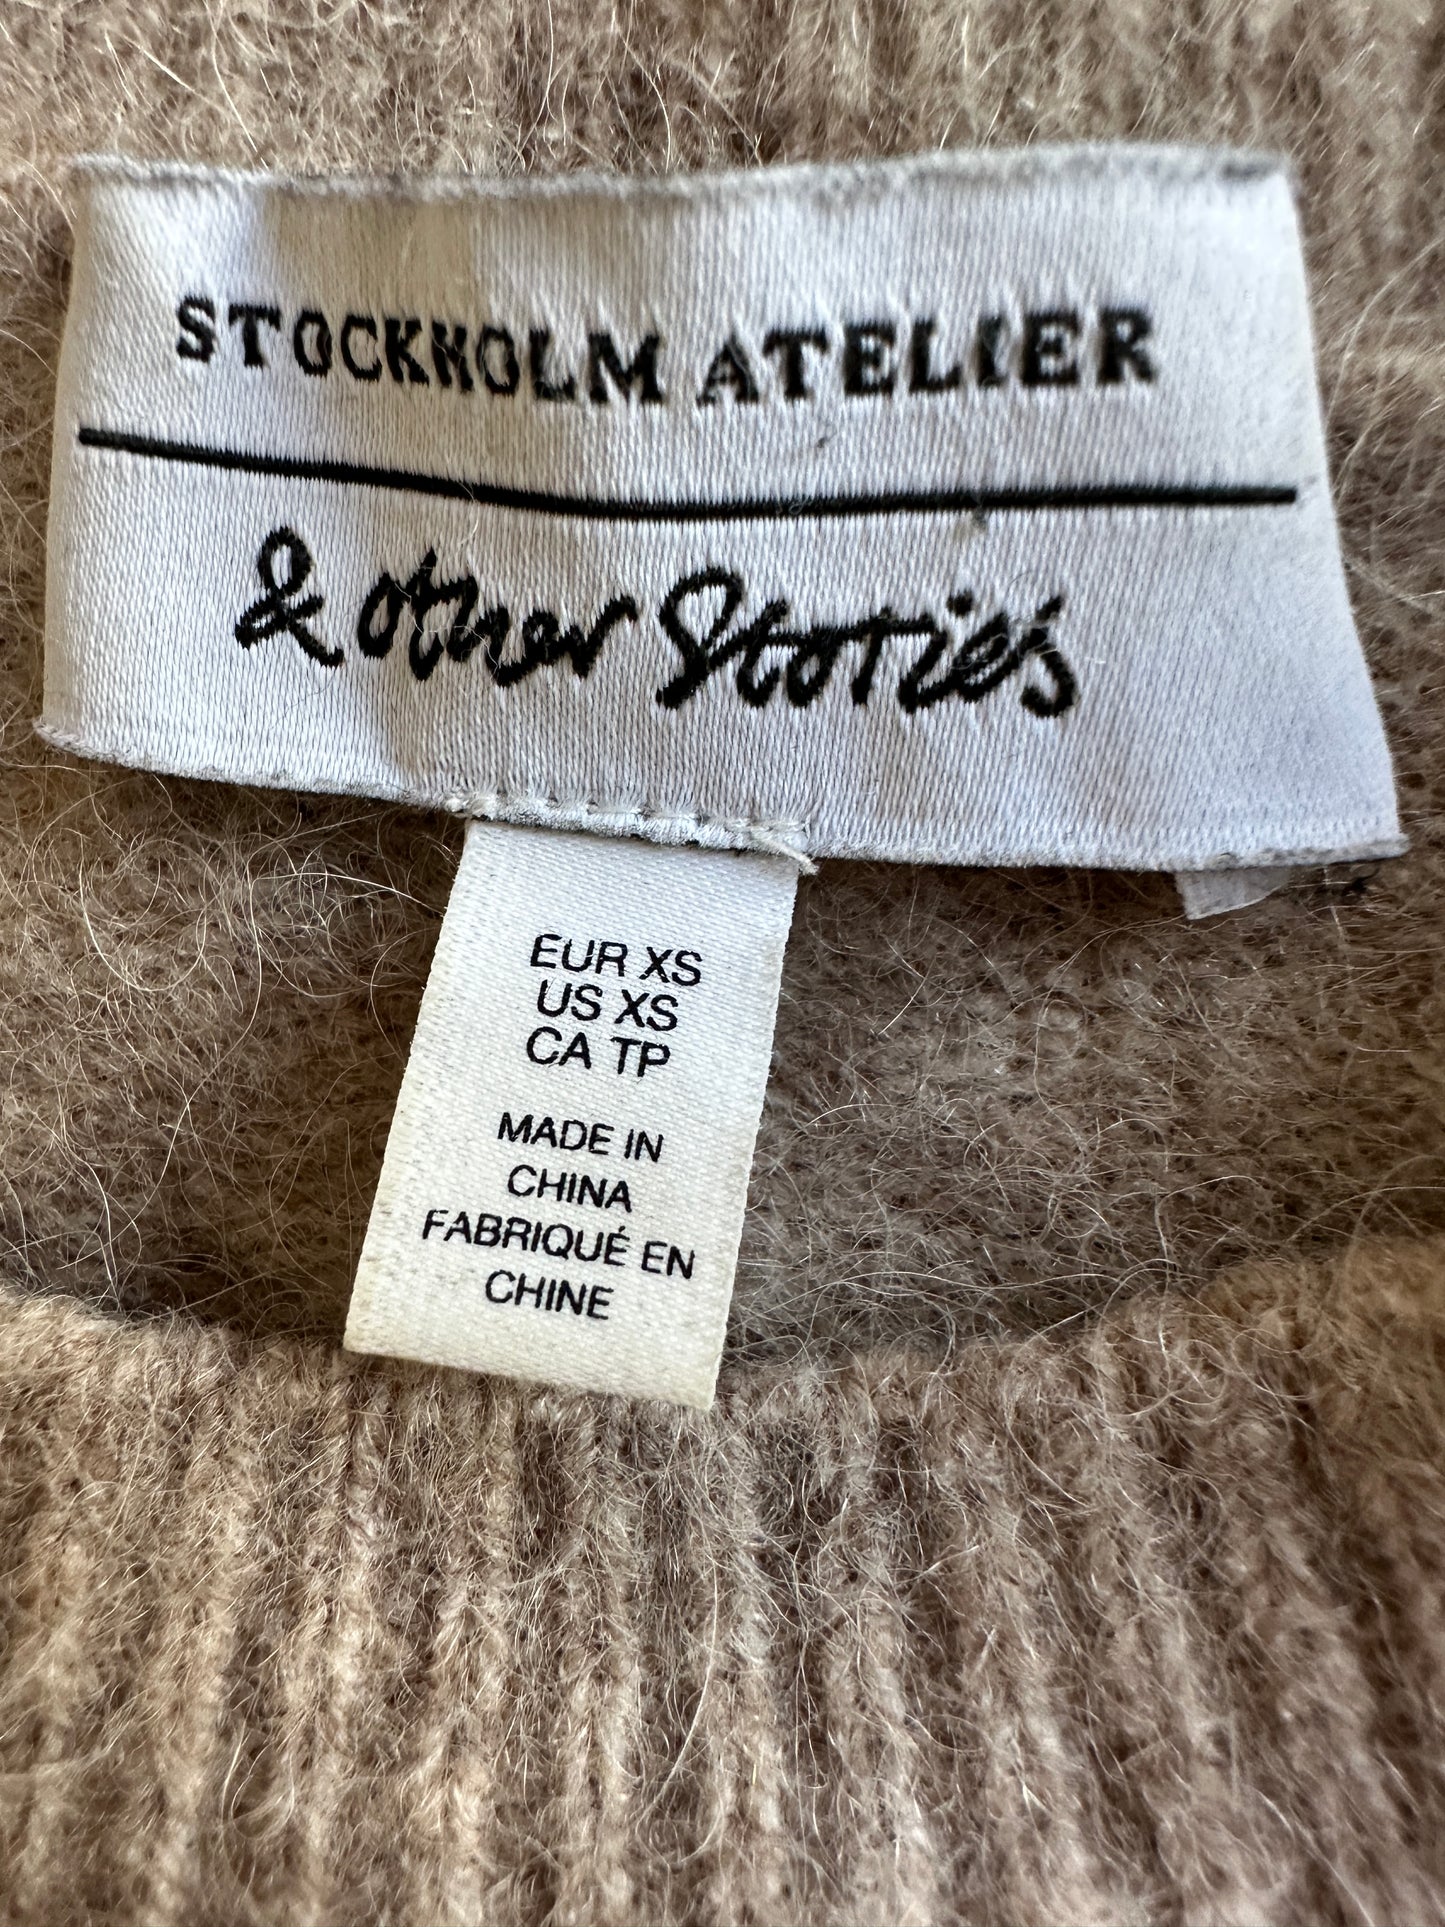 STOCKHOLM ATELIER
& other Stories
EUR XS
US XS
CA TP
MADE IN
CHINA
FABRIQUÉ EN
CHINE